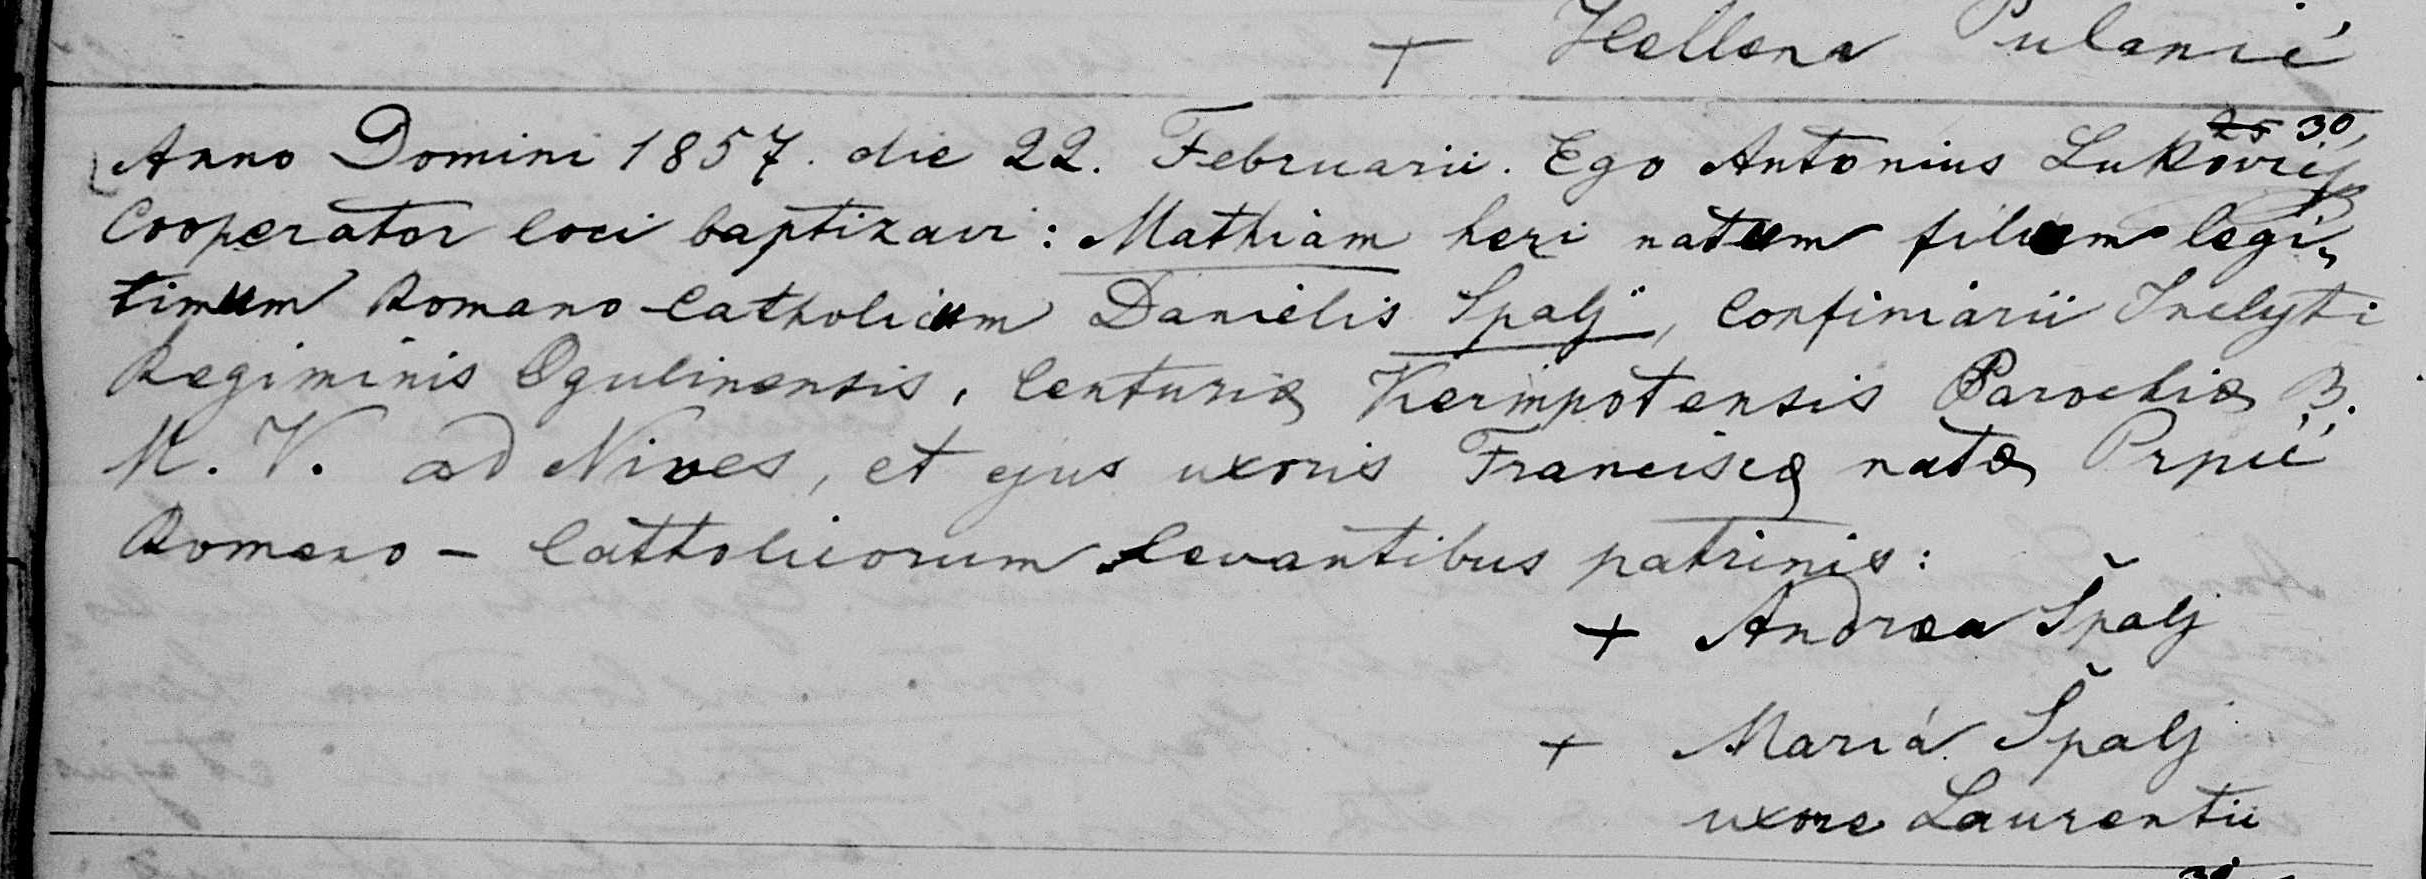 + Hellena Pulanić
30
Anno Domini 1857. die 22. Februarii. Ego Antonius Luković
Cooperator loci baptizavi: Mathiam heri natum filium legi„
timum Romano-Catholicum Danielis Špalj, Confiniarii Inclyti
Regiminis Ogulinensis, Centuriæ Kermpotensis Parochiæ B.
M. V. ad Nives, et ejus uxoris Franciscæ natæ Prpić
Romano-Catholicorum levantibus patrinis:
+ Andrea Špalj
+ Maria Špalj
uxore Laurentii